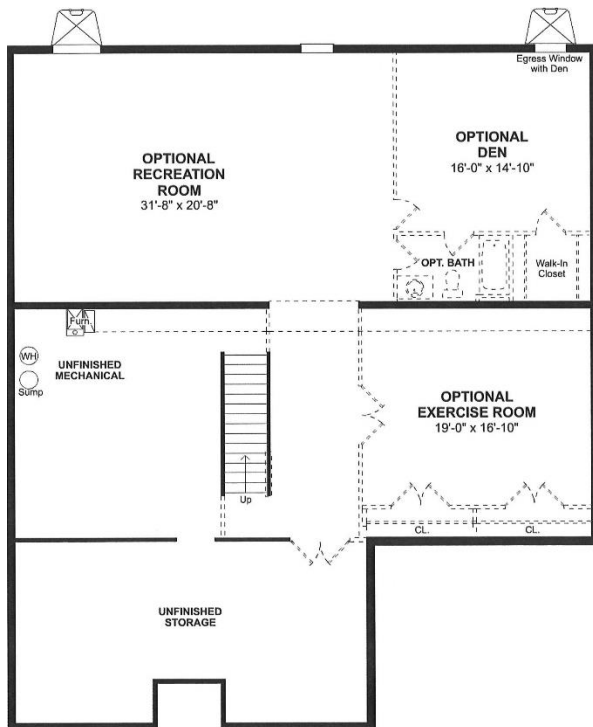 Egress Window
with Den
OPTIONAL
RECREATION
ROOM
31'-8" x 20'-8"
OPTIONAL
DEN
16'-0" x 14'-10"
OPT. BATH
Walk-In
Closet
Furn.
WH
Sump
UNFINISHED
MECHANICAL
Up
OPTIONAL
EXERCISE ROOM
19'-0" x 16'-10"
CL.
CL.
UNFINISHED
STORAGE